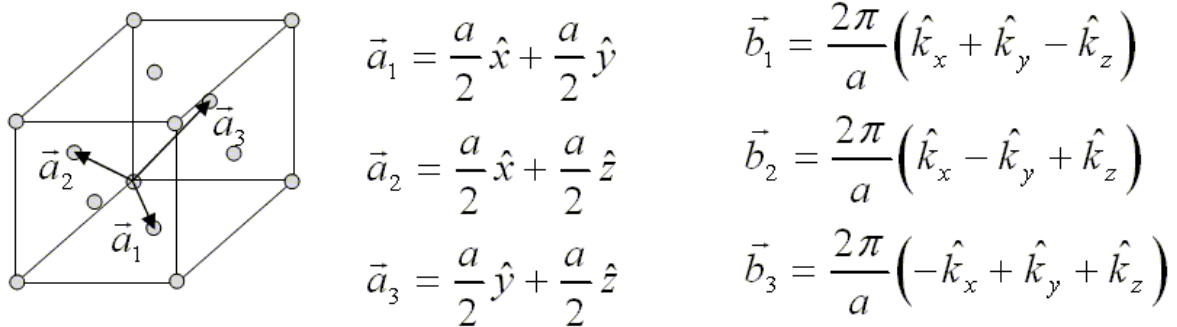 a⃗₁ = a/2 x̂ + a/2 ŷ
a⃗₂ = a/2 x̂ + a/2 ẑ
a⃗₃ = a/2 ŷ + a/2 ẑ
b⃗₁ = 2π/a (k̂ₓ + k̂ᵧ − k̂_z)
b⃗₂ = 2π/a (k̂ₓ − k̂ᵧ + k̂_z)
b⃗₃ = 2π/a (−k̂ₓ + k̂ᵧ + k̂_z)
a⃗₃
a⃗₂
a⃗₁